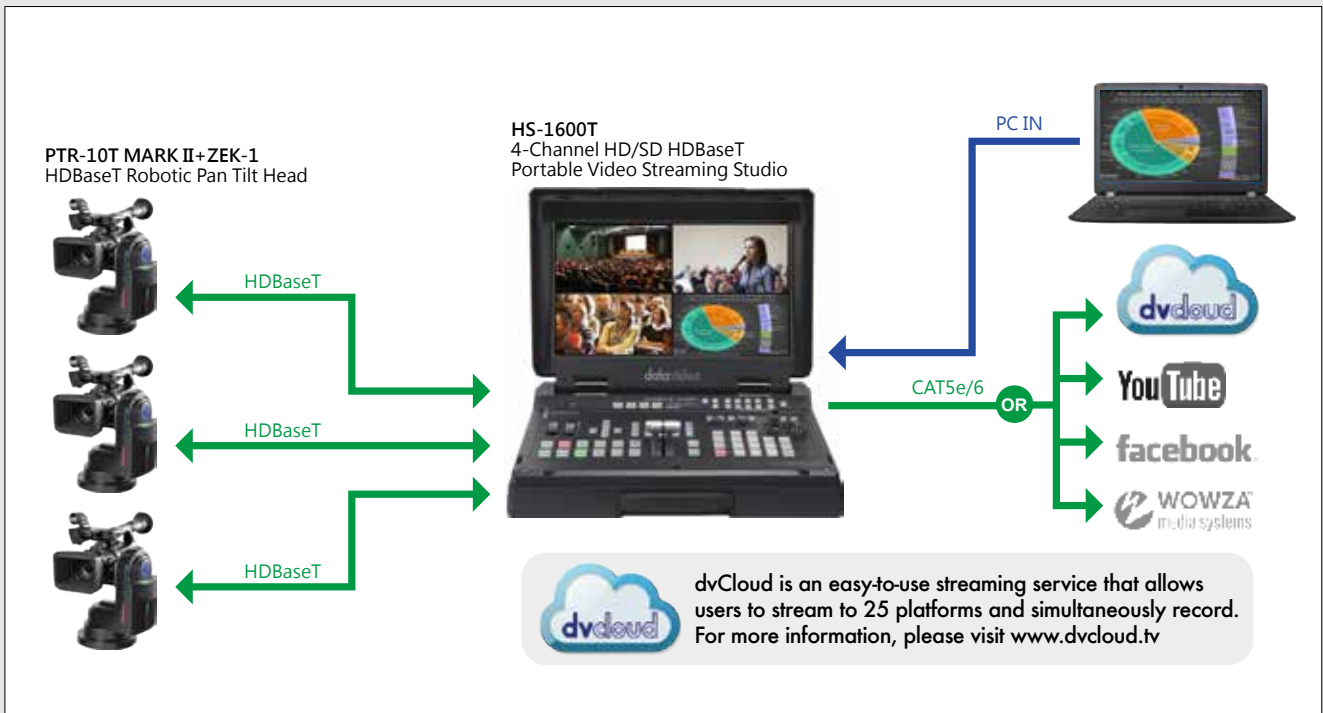 PTR-10T MARK II+ZEK-1
HDBaseT Robotic Pan Tilt Head
HDBaseT
HDBaseT
HDBaseT
HS-1600T
4-Channel HD/SD HDBaseT
Portable Video Streaming Studio
datavideo
PC IN
CAT5e/6
OR
dvcloud
YouTube
facebook
WOWZA
media systems
dvcloud
dvCloud is an easy-to-use streaming service that allows
users to stream to 25 platforms and simultaneously record.
For more information, please visit www.dvcloud.tv